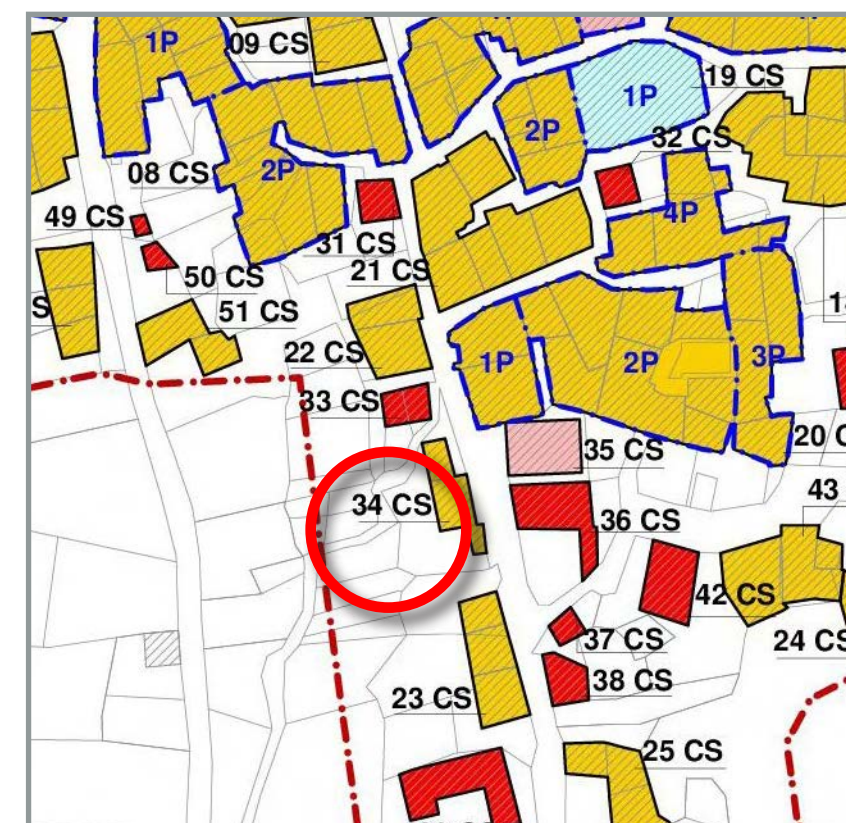 1P
09 CS
19 CS
1P
2P
32 CS
08 CS
2P
49 CS
4P
31 CS
50 CS
21 CS
51 CS
22 CS
1P
2P
3P
33 CS
20
35 CS
34 CS
43
36 CS
42 CS
37 CS
24 CS
38 CS
23 CS
25 CS